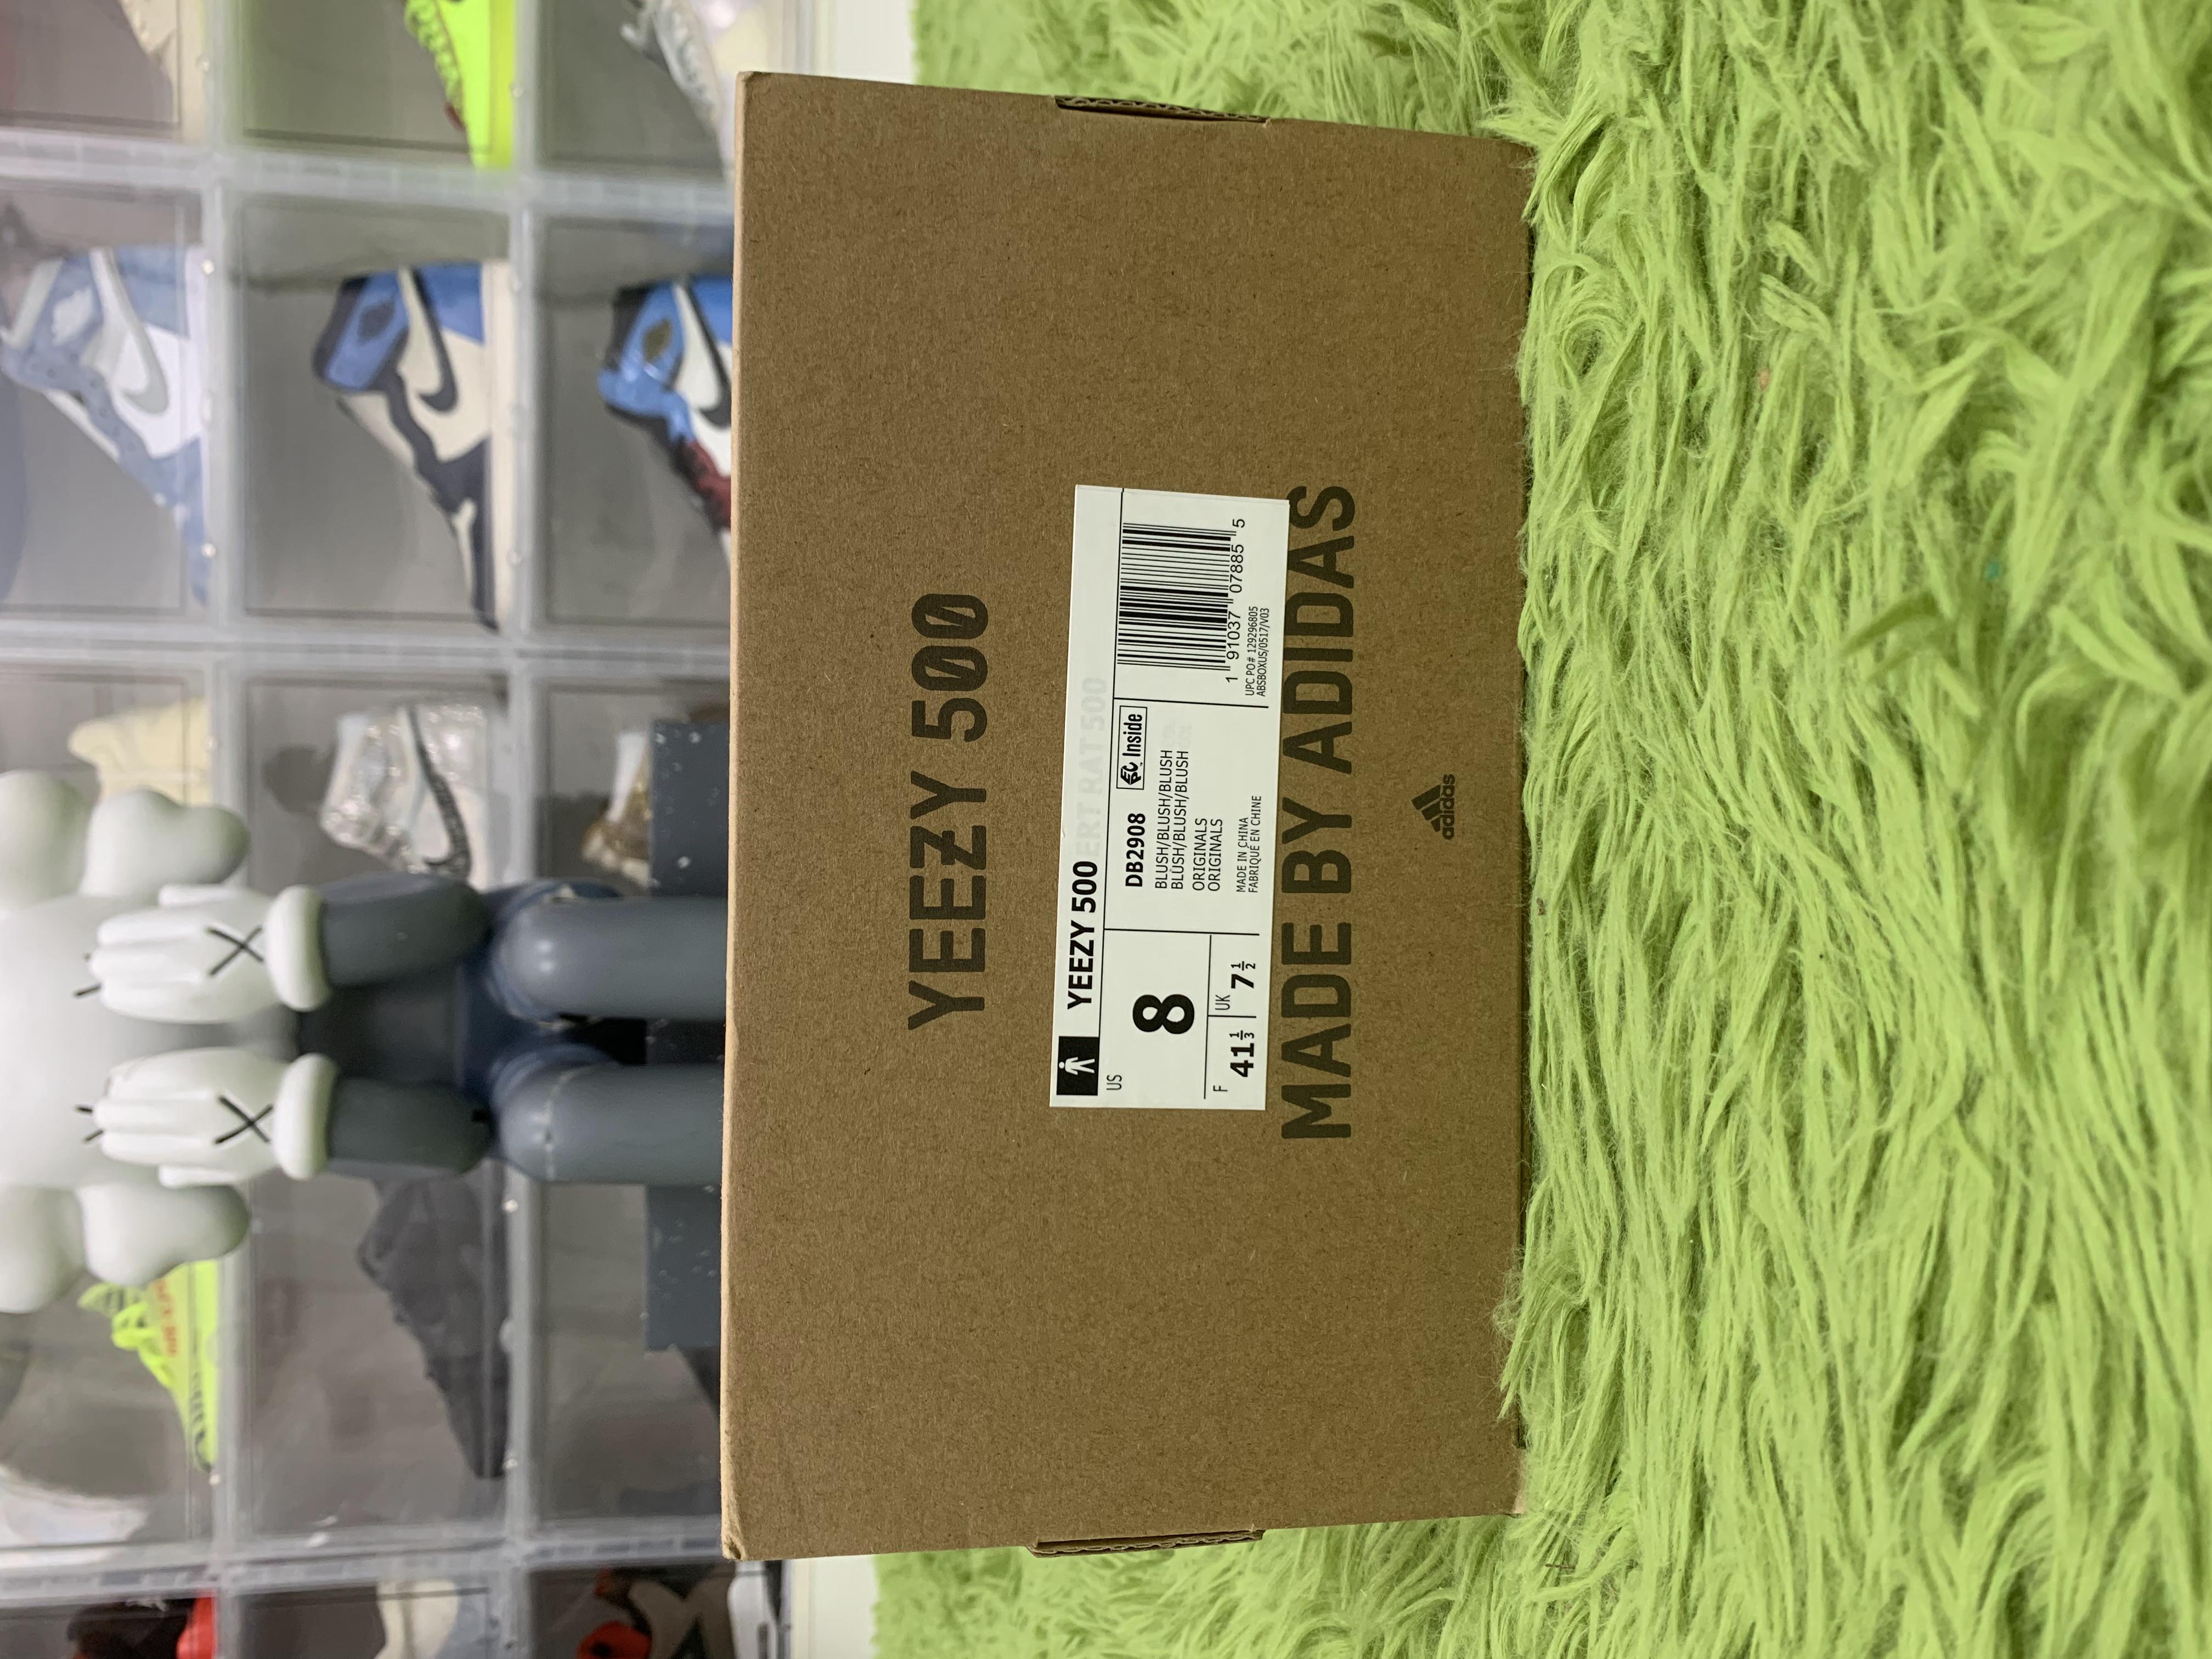 YEEZY 500
YEEZY 500
US
8
F
41 1/3
UK
7 1/2
DB2908
Inside
BLUSH/BLUSH/BLUSH
BLUSH/BLUSH/BLUSH
ORIGINALS
ORIGINALS
MADE IN CHINA
FABRIQUÉ EN CHINE
1 91037 07885 5
UPC PO# 129296805
ABSBOXUS/0517/V03
MADE BY ADIDAS
adidas